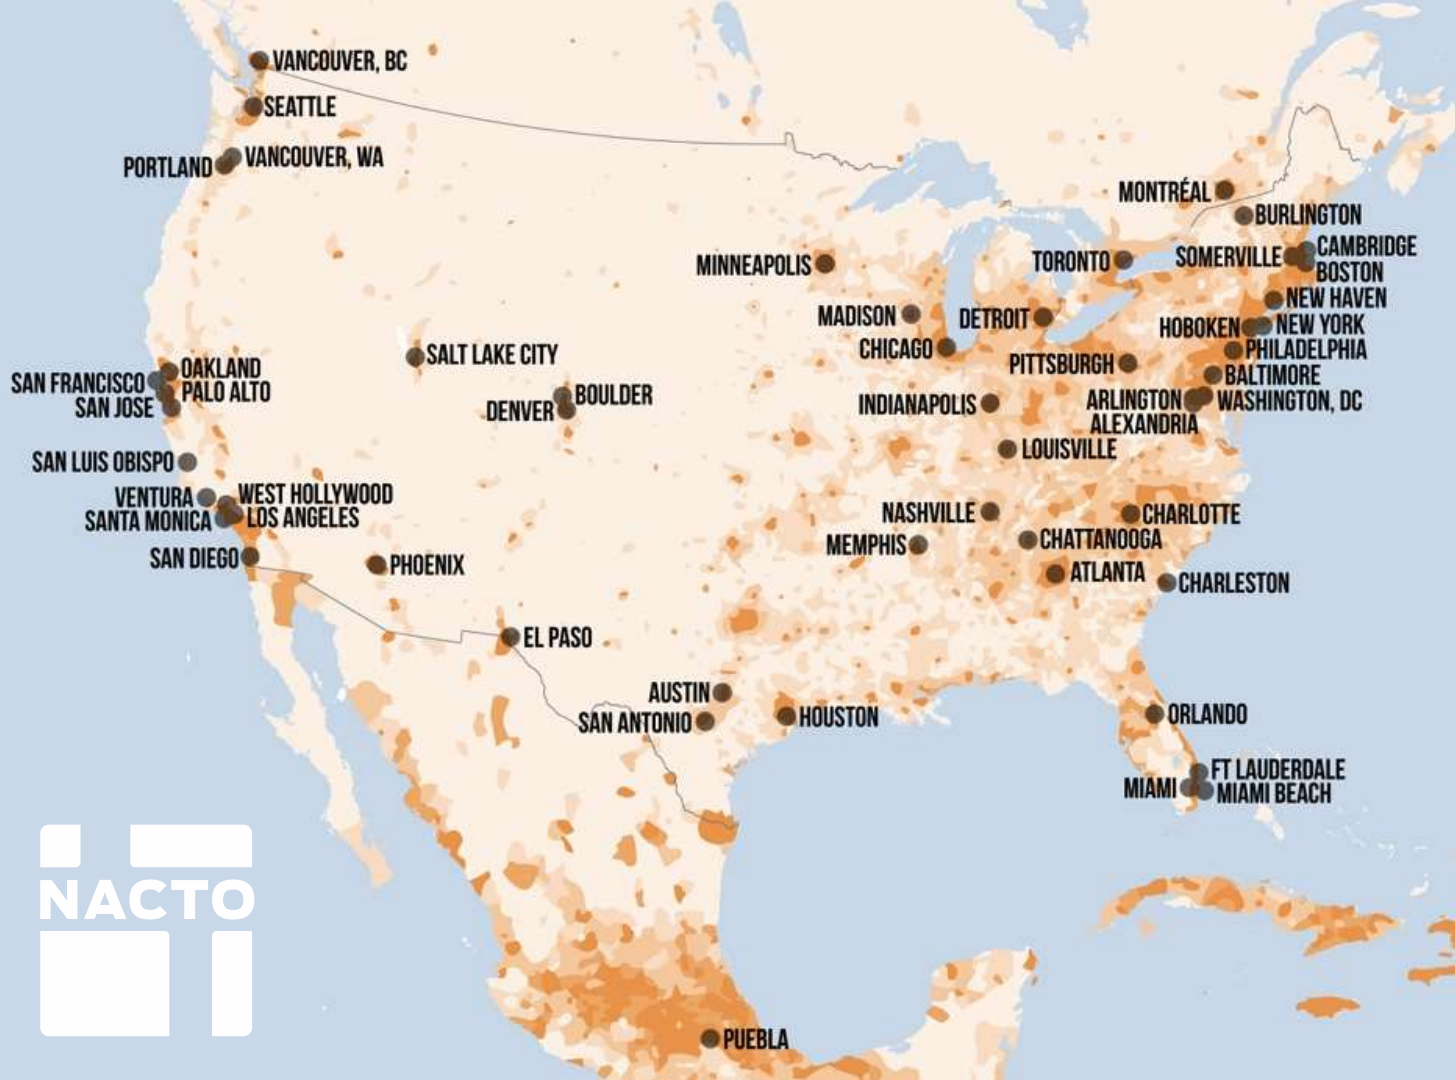 VANCOUVER, BC
SEATTLE
VANCOUVER, WA
PORTLAND
MONTRÉAL
BURLINGTON
CAMBRIDGE
SOMERVILLE
BOSTON
TORONTO
MINNEAPOLIS
NEW HAVEN
MADISON
DETROIT
HOBOKEN
NEW YORK
CHICAGO
PHILADELPHIA
SALT LAKE CITY
PITTSBURGH
OAKLAND
SAN FRANCISCO
PALO ALTO
SAN JOSE
BALTIMORE
BOULDER
DENVER
INDIANAPOLIS
ARLINGTON
WASHINGTON, DC
ALEXANDRIA
LOUISVILLE
SAN LUIS OBISPO
VENTURA
WEST HOLLYWOOD
SANTA MONICA
LOS ANGELES
NASHVILLE
CHARLOTTE
MEMPHIS
CHATTANOOGA
SAN DIEGO
PHOENIX
ATLANTA
CHARLESTON
EL PASO
AUSTIN
SAN ANTONIO
HOUSTON
ORLANDO
FT LAUDERDALE
MIAMI
MIAMI BEACH
NACTO
PUEBLA